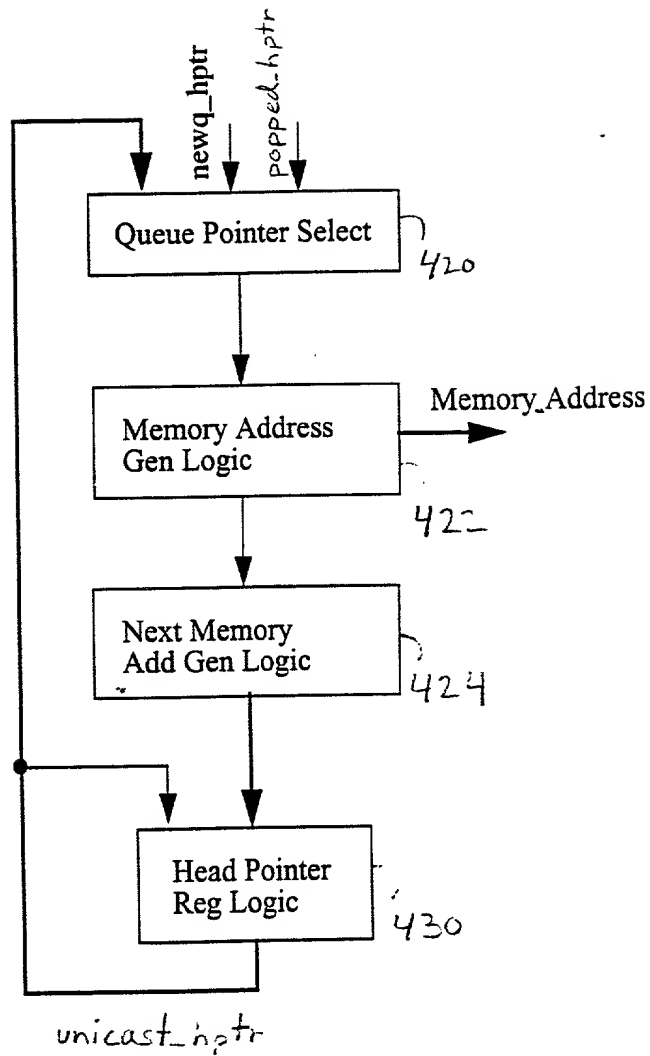 newq_hptr
popped_hptr
Queue Pointer Select
420
Memory_Address
Memory Address
Gen Logic
422
Next Memory
Add Gen Logic
424
Head Pointer
Reg Logic
430
unicast_hptr